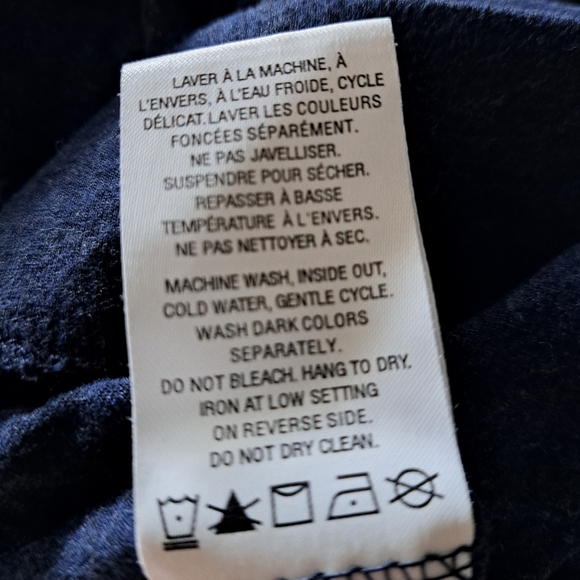 LAVER À LA MACHINE, À
L'ENVERS, À L'EAU FROIDE, CYCLE
DÉLICAT. LAVER LES COULEURS
FONCÉES SÉPARÉMENT.
NE PAS JAVELLISER.
SUSPENDRE POUR SÉCHER.
REPASSER À BASSE
TEMPÉRATURE À L'ENVERS.
NE PAS NETTOYER À SEC.
MACHINE WASH, INSIDE OUT,
COLD WATER, GENTLE CYCLE.
WASH DARK COLORS
SEPARATELY.
DO NOT BLEACH. HANG TO DRY.
IRON AT LOW SETTING
ON REVERSE SIDE.
DO NOT DRY CLEAN.